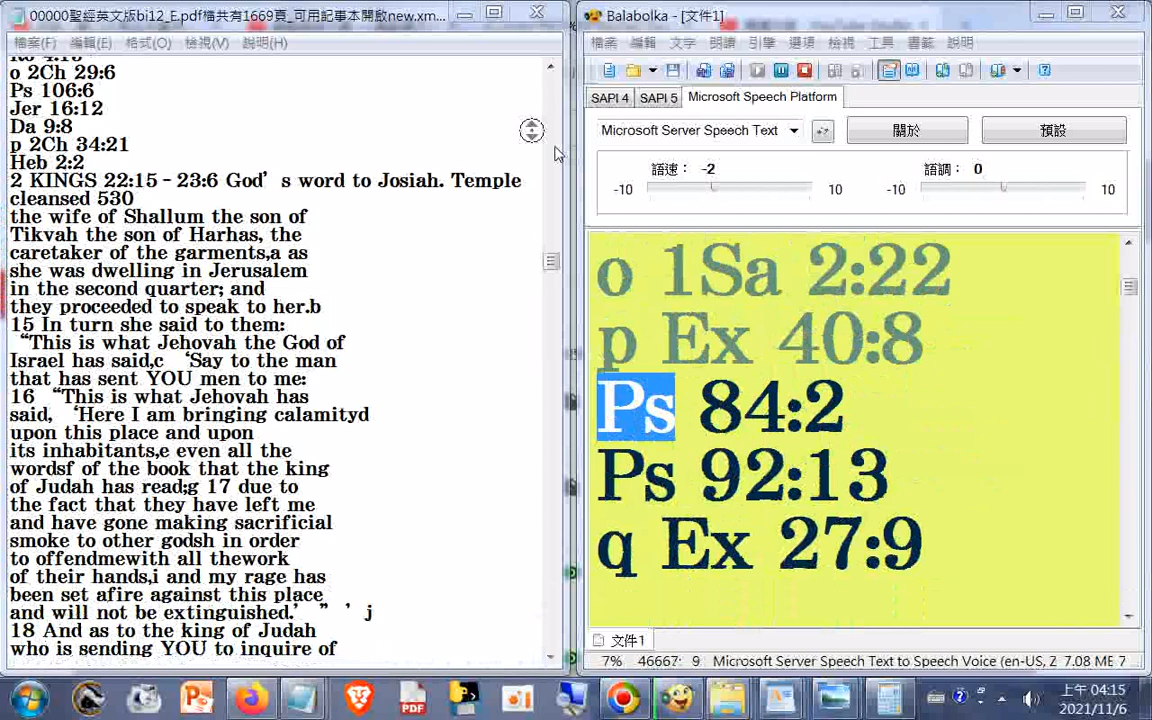 00000聖經英文版bi12_E.pdf檔共有1669頁_可用記事本開啟new.xm...
檔案(F) 編輯(E) 格式(O) 檢視(V) 說明(H)
o 2Ch 29:6
Ps 106:6
Jer 16:12
Da 9:8
p 2Ch 34:21
Heb 2:2
2 KINGS 22:15 - 23:6 God’s word to Josiah. Temple
cleansed 530
the wife of Shallum the son of
Tikvah the son of Harhas, the
caretaker of the garments,a as
she was dwelling in Jerusalem
in the second quarter; and
they proceeded to speak to her.b
15 In turn she said to them:
“This is what Jehovah the God of
Israel has said,c ‘Say to the man
that has sent YOU men to me:
16 “This is what Jehovah has
said, ‘Here I am bringing calamityd
upon this place and upon
its inhabitants,e even all the
wordsf of the book that the king
of Judah has read;g 17 due to
the fact that they have left me
and have gone making sacrificial
smoke to other godsh in order
to offendmewith all thework
of their hands,i and my rage has
been set afire against this place
and will not be extinguished.’ ” ’ j
18 And as to the king of Judah
who is sending YOU to inquire of
Balabolka - [文件1]
檔案 編輯 文字 朗讀 引擎 選項 檢視 工具 書籤 說明
SAPI 4 SAPI 5 Microsoft Speech Platform
Microsoft Server Speech Text 關於 預設
語速： -2 語調： 0
-10 10 -10 10
o 1Sa 2:22
p Ex 40:8
Ps 84:2
Ps 92:13
q Ex 27:9
文件1
7% 46667: 9 Microsoft Server Speech Text to Speech Voice (en-US, Z 7.08 ME 7
上午 04:15
2021/11/6